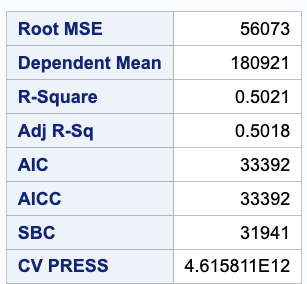 Root MSE 56073
Dependent Mean 180921
R-Square 0.5021
Adj R-Sq 0.5018
AIC 33392
AICC 33392
SBC 31941
CV PRESS 4.615811E12